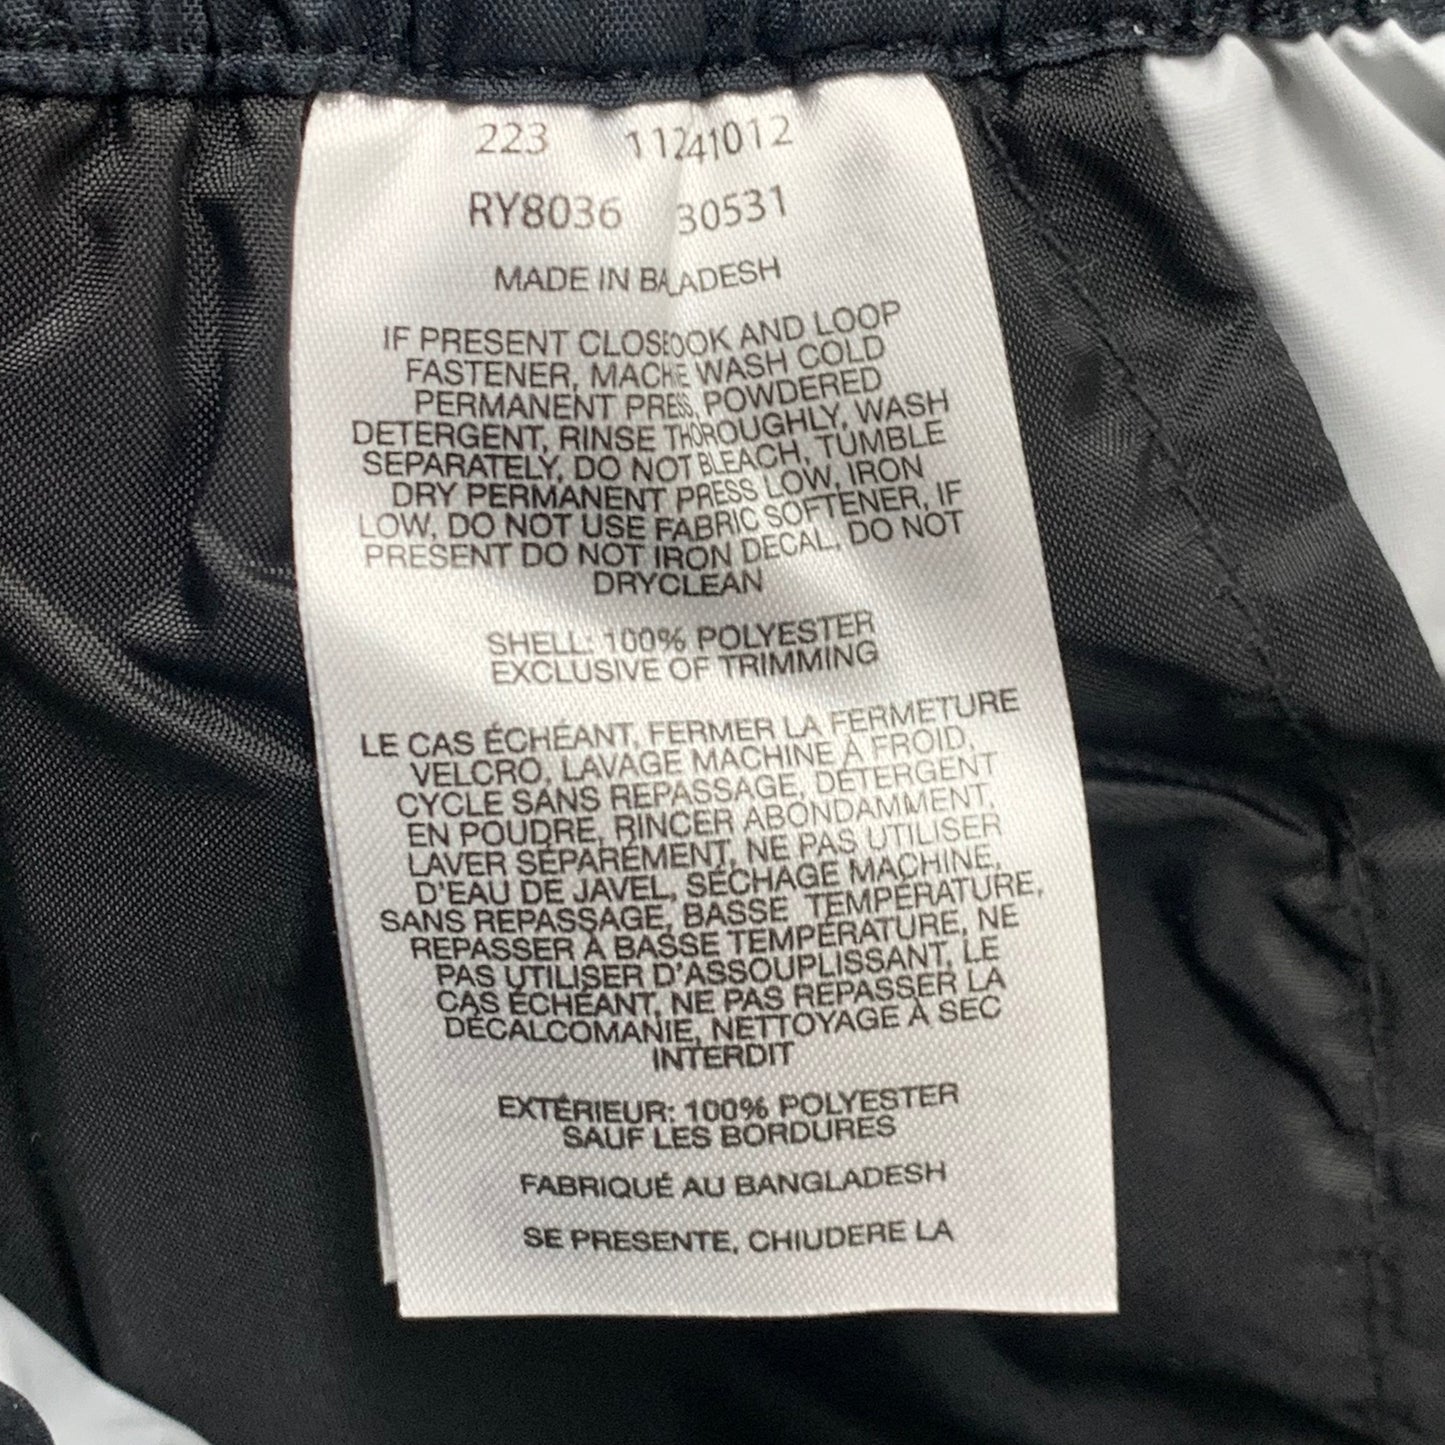 223 11241012
RY8036 30531
MADE IN BA ADESH
IF PRESENT CLOSE OOK AND LOOP
FASTENER, MACH E WASH COLD
PERMANENT PRESS, POWDERED
DETERGENT, RINSE THOROUGHLY, WASH
SEPARATELY, DO NOT BLEACH, TUMBLE
DRY PERMANENT PRESS LOW, IRON
LOW, DO NOT USE FABRIC SOFTENER, IF
PRESENT DO NOT IRON DECAL, DO NOT
DRYCLEAN
SHELL: 100% POLYESTER
EXCLUSIVE OF TRIMMING
LE CAS ÉCHÉANT, FERMER LA FERMETURE
VELCRO, LAVAGE MACHINE À FROID,
CYCLE SANS REPASSAGE, DÉTERGENT
EN POUDRE, RINCER ABONDAMMENT,
LAVER SÉPARÉMENT, NE PAS UTILISER
D'EAU DE JAVEL, SÉCHAGE MACHINE,
SANS REPASSAGE, BASSE TEMPÉRATURE,
REPASSER À BASSE TEMPÉRATURE, NE
PAS UTILISER D'ASSOUPLISSANT, LE
CAS ÉCHÉANT, NE PAS REPASSER LA
DÉCALCOMANIE, NETTOYAGE À SEC
INTERDIT
EXTÉRIEUR: 100% POLYESTER
SAUF LES BORDURES
FABRIQUÉ AU BANGLADESH
SE PRESENTE, CHIUDERE LA